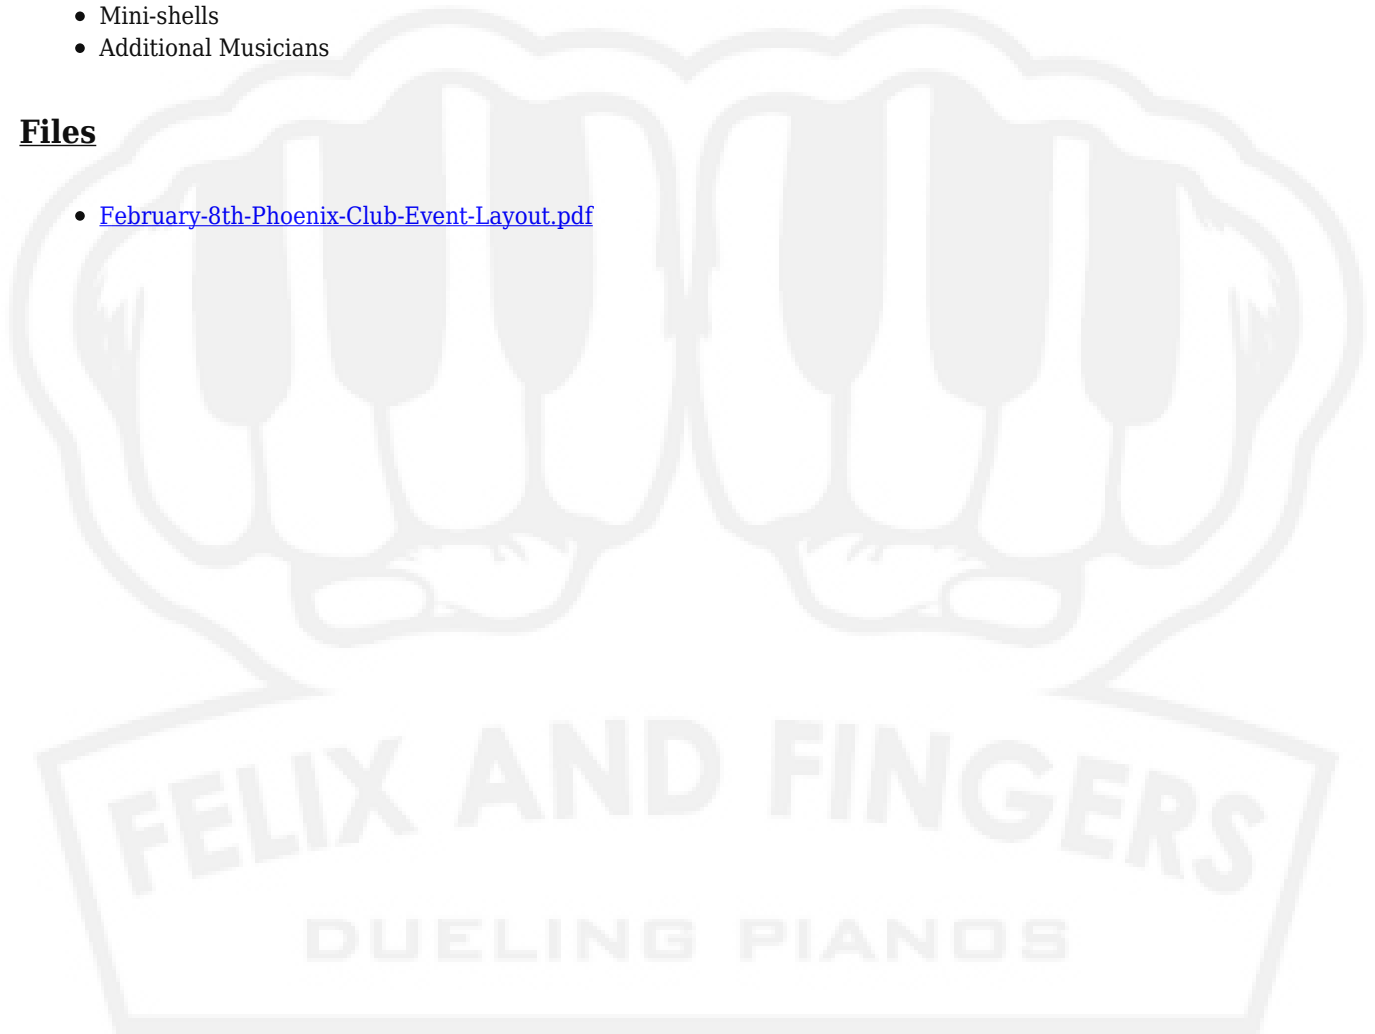 Mini-shells
Additional Musicians
Files
February-8th-Phoenix-Club-Event-Layout.pdf
FELIX AND FINGERS
DUELING PIANOS